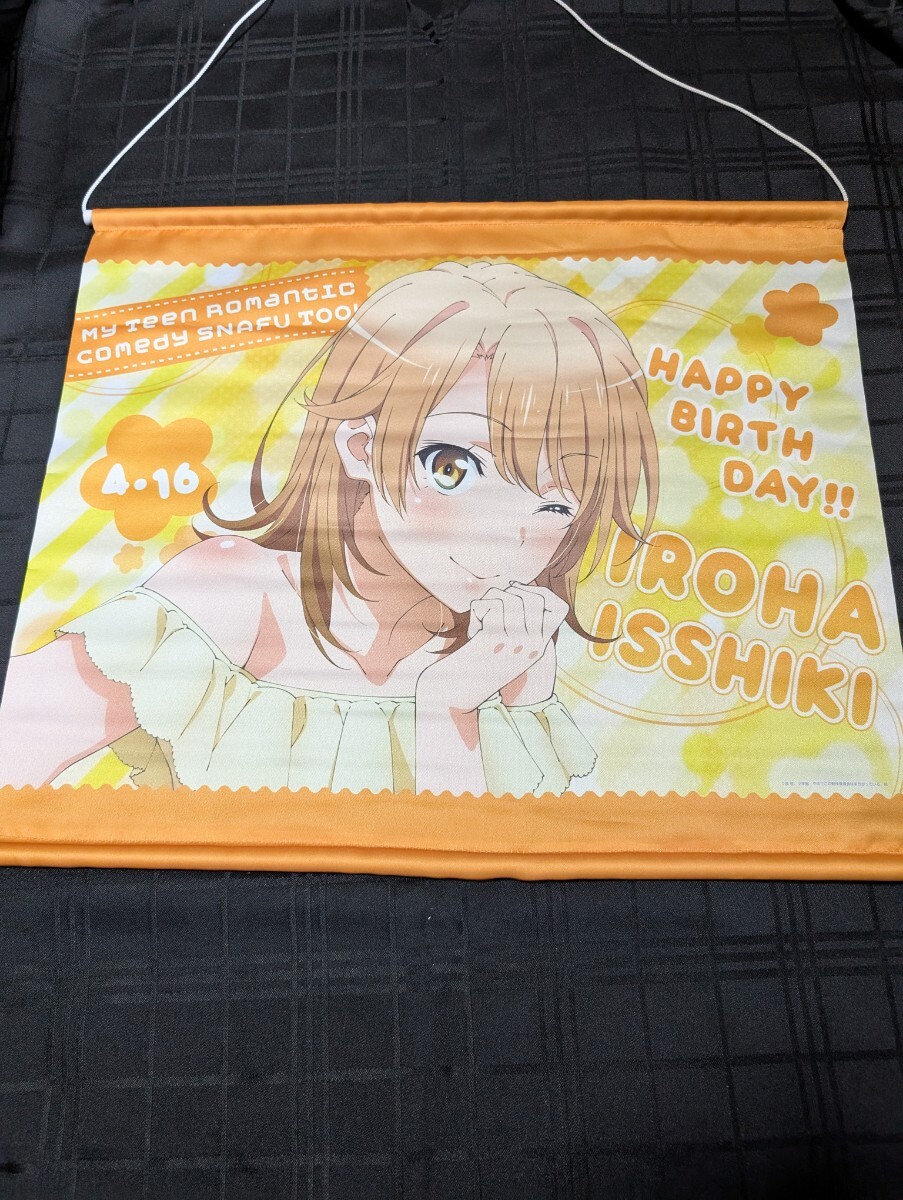 My Teen Romantic
Comedy SNAFU TOO!
4·16
HAPPY
BIRTH
DAY!!
IROHA
ISSHIKI